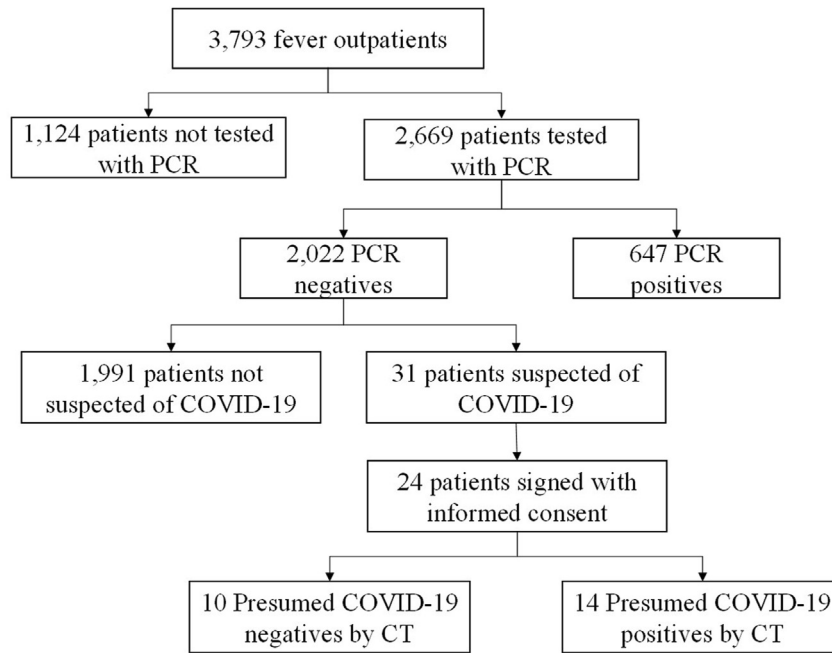 3,793 fever outpatients
1,124 patients not tested
with PCR
2,669 patients tested
with PCR
2,022 PCR
negatives
647 PCR
positives
1,991 patients not
suspected of COVID-19
31 patients suspected of
COVID-19
24 patients signed with
informed consent
10 Presumed COVID-19
negatives by CT
14 Presumed COVID-19
positives by CT